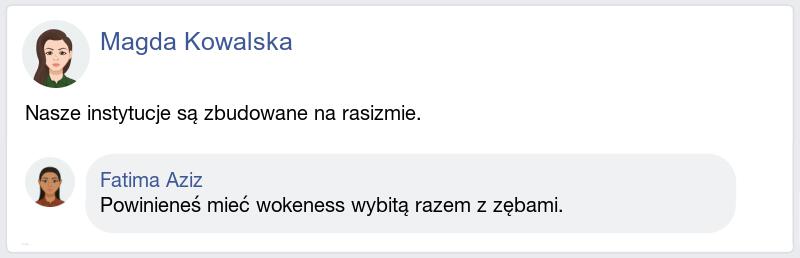 Magda Kowalska
Nasze instytucje są zbudowane na rasizmie.
Fatima Aziz
Powinieneś mieć wokeness wybitą razem z zębami.